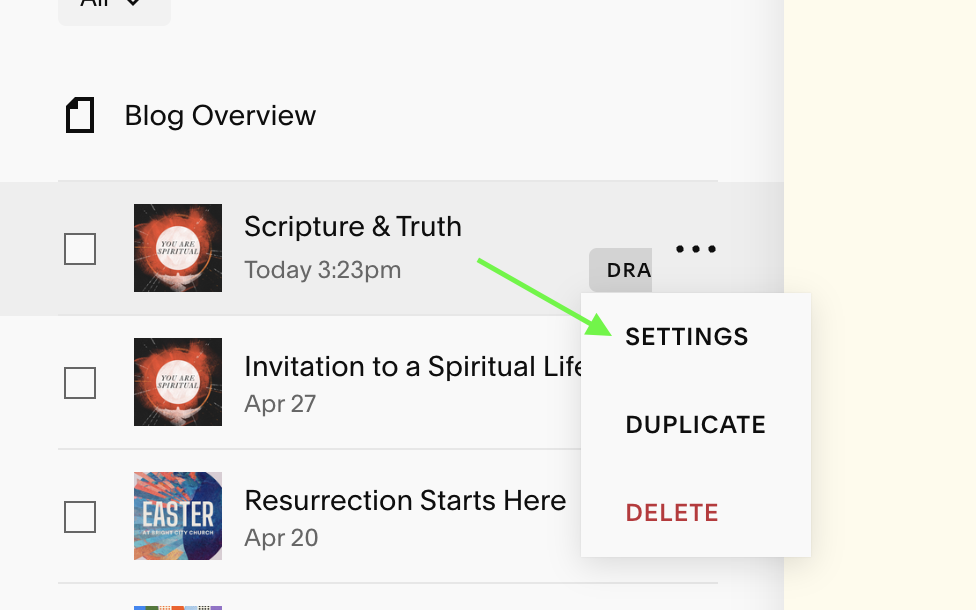 All
Blog Overview
YOU ARE
SPIRITUAL
Scripture & Truth
Today 3:23pm
DRA
SETTINGS
YOU ARE
SPIRITUAL
Invitation to a Spiritual Life
Apr 27
DUPLICATE
EASTER
AT BRIGHT CITY CHURCH
Resurrection Starts Here
Apr 20
DELETE